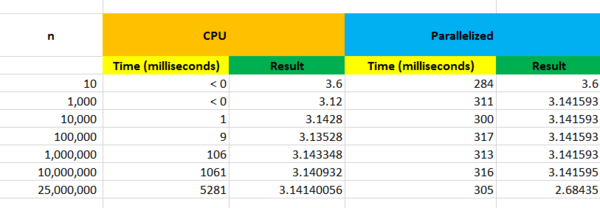 n CPU Parallelized
Time (milliseconds) Result Time (milliseconds) Result
10 < 0 3.6 284 3.6
1,000 < 0 3.12 311 3.141593
10,000 1 3.1428 300 3.141593
100,000 9 3.13528 317 3.141593
1,000,000 106 3.143348 313 3.141593
10,000,000 1061 3.140932 316 3.141595
25,000,000 5281 3.14140056 305 2.68435